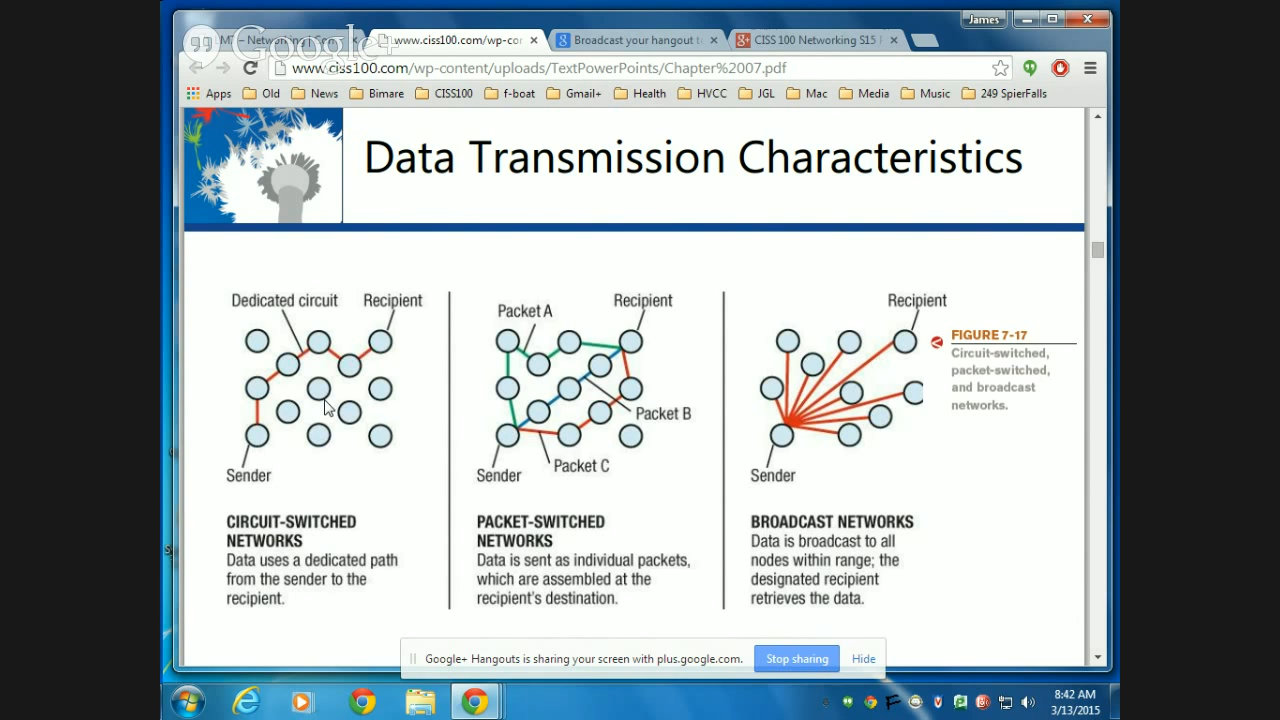 James
Google+
www.ciss100.com/wp-co
Broadcast your hangout t
CISS 100 Networking S15
www.ciss100.com/wp-content/uploads/TextPowerPoints/Chapter%2007.pdf
Apps Old News Bimare CISS100 f-boat Gmail+ Health HVCC JGL Mac Media Music 249 SpierFalls
Data Transmission Characteristics
Dedicated circuit
Recipient
Sender
CIRCUIT-SWITCHED
NETWORKS
Data uses a dedicated path
from the sender to the
recipient.
Packet A
Recipient
Packet B
Packet C
Sender
PACKET-SWITCHED
NETWORKS
Data is sent as individual packets,
which are assembled at the
recipient's destination.
Recipient
Sender
BROADCAST NETWORKS
Data is broadcast to all
nodes within range; the
designated recipient
retrieves the data.
FIGURE 7-17
Circuit-switched,
packet-switched,
and broadcast
networks.
Google+ Hangouts is sharing your screen with plus.google.com.
Stop sharing
Hide
8:42 AM
3/13/2015